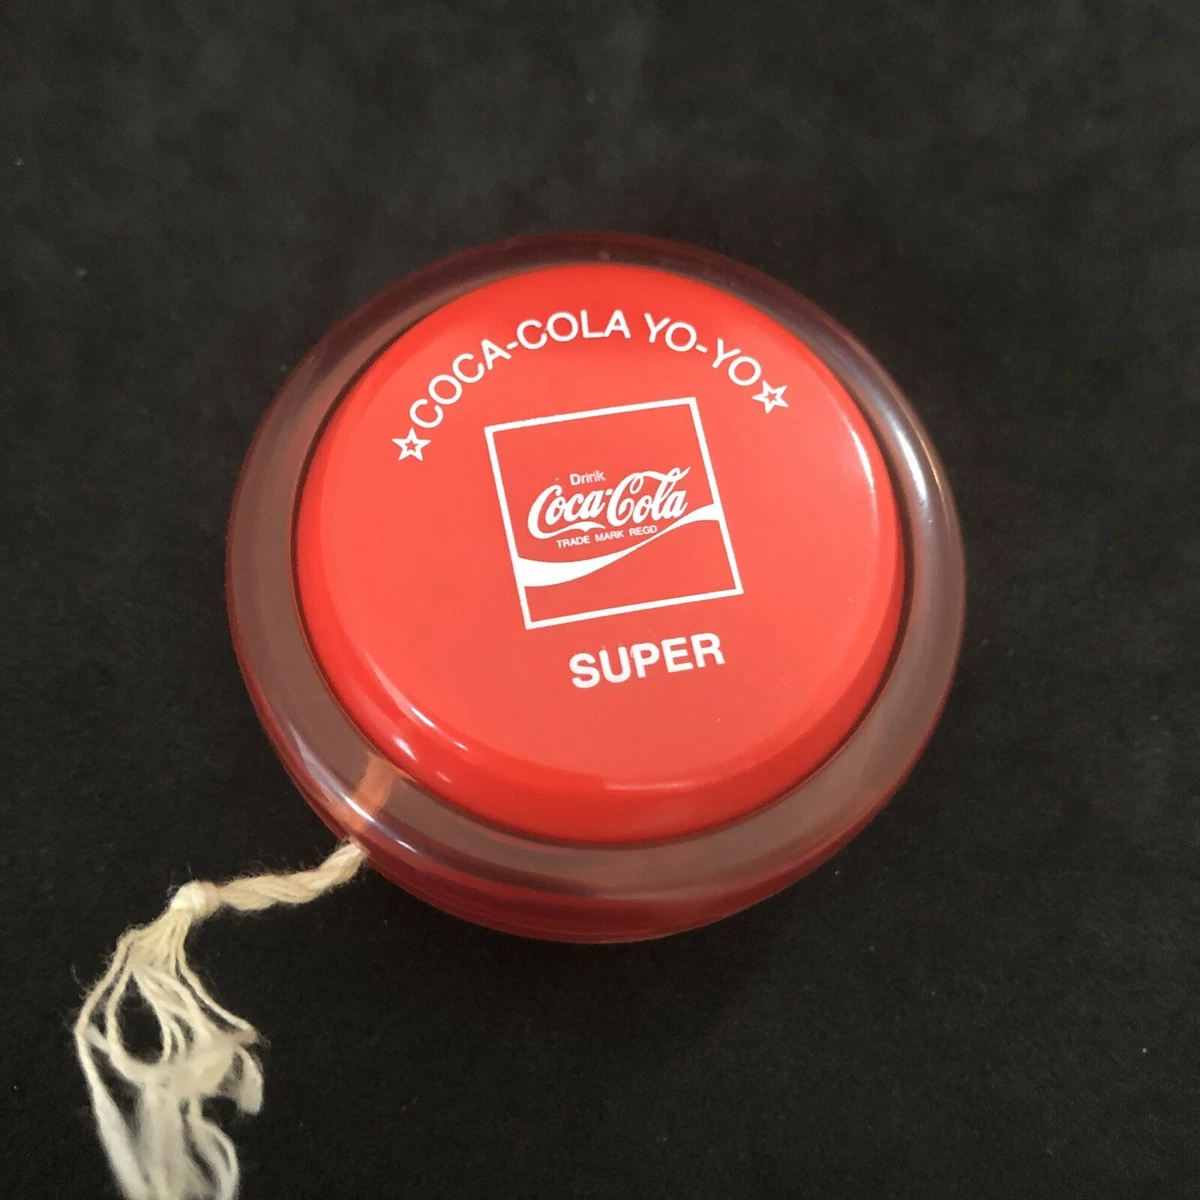 COCA-COLA YO-YO
Drink
Coca-Cola
TRADE MARK REGD
SUPER